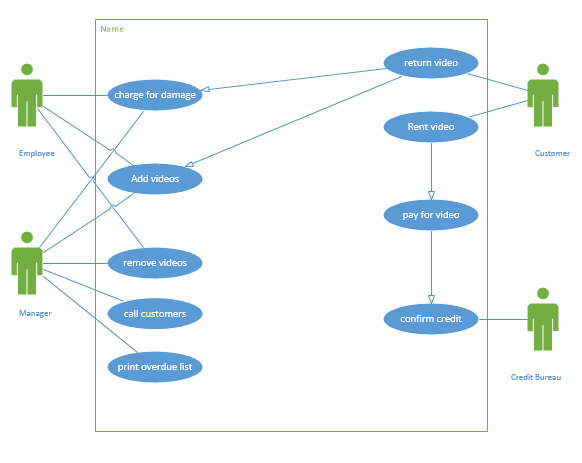 Name
return video
charge for damage
Rent video
Employee
Customer
Add videos
pay for video
remove videos
Manager
call customers
confirm credit
print overdue list
Credit Bureau